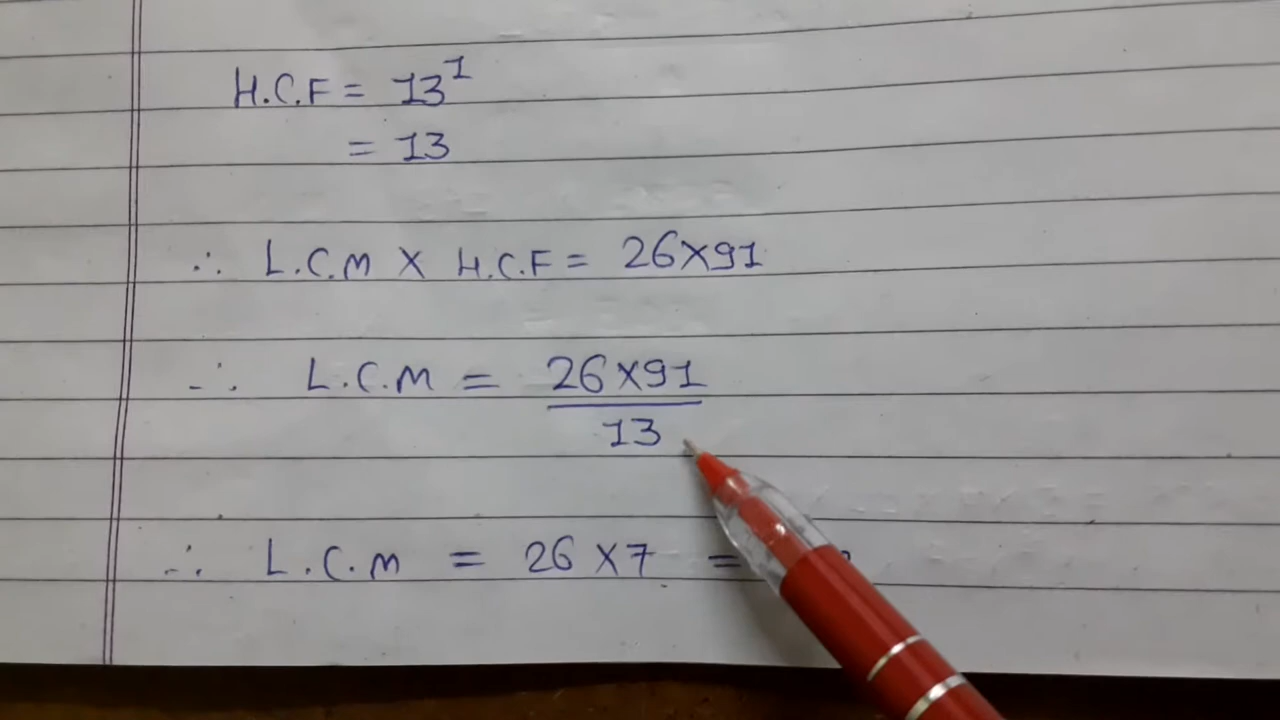 H.C.F = 13¹
= 13
∴ L.C.M × H.C.F = 26×91
∴ L.C.M = 26×91
13
∴ L.C.M = 26×7 =